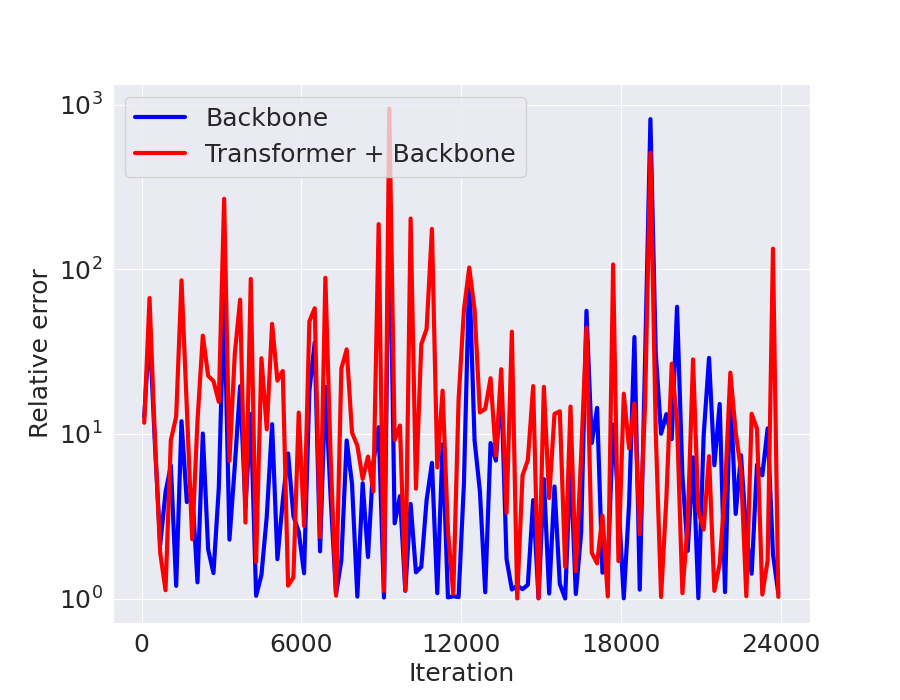 Backbone
Transformer + Backbone
Relative error
10³
10²
10¹
10⁰
0 6000 12000 18000 24000
Iteration